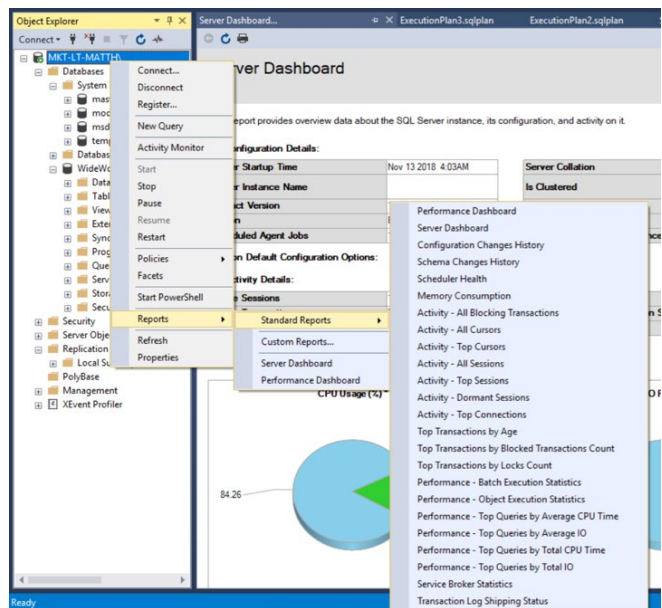 Object Explorer
Connect
MKT-LT-MATTH\
Databases
System
mas
mod
msd
temp
Databas
WideWo
Data
Tabl
View
Exter
Sync
Prog
Que
Serv
Stora
Secu
Security
Server Obje
Replication
Local Su
PolyBase
Management
XEvent Profiler
Ready
Connect...
Disconnect
Register...
New Query
Activity Monitor
Start
Stop
Pause
Resume
Restart
Policies
Facets
Start PowerShell
Reports
Refresh
Properties
Standard Reports
Custom Reports...
Server Dashboard
Performance Dashboard
Performance Dashboard
Server Dashboard
Configuration Changes History
Schema Changes History
Scheduler Health
Memory Consumption
Activity - All Blocking Transactions
Activity - All Cursors
Activity - Top Cursors
Activity - All Sessions
Activity - Top Sessions
Activity - Dormant Sessions
Activity - Top Connections
Top Transactions by Age
Top Transactions by Blocked Transactions Count
Top Transactions by Locks Count
Performance - Batch Execution Statistics
Performance - Object Execution Statistics
Performance - Top Queries by Average CPU Time
Performance - Top Queries by Average IO
Performance - Top Queries by Total CPU Time
Performance - Top Queries by Total IO
Service Broker Statistics
Transaction Log Shipping Status
Server Dashboard... ExecutionPlan3.sqlplan ExecutionPlan2.sqlplan
ver Dashboard
eport provides overview data about the SQL Server instance, its configuration, and activity on it.
nfiguration Details:
r Startup Time Nov 13 2018 4:03AM Server Collation
r Instance Name Is Clustered
ct Version
n
duled Agent Jobs
n Default Configuration Options:
tivity Details:
e Sessions
CPU Usage (%)
84.26